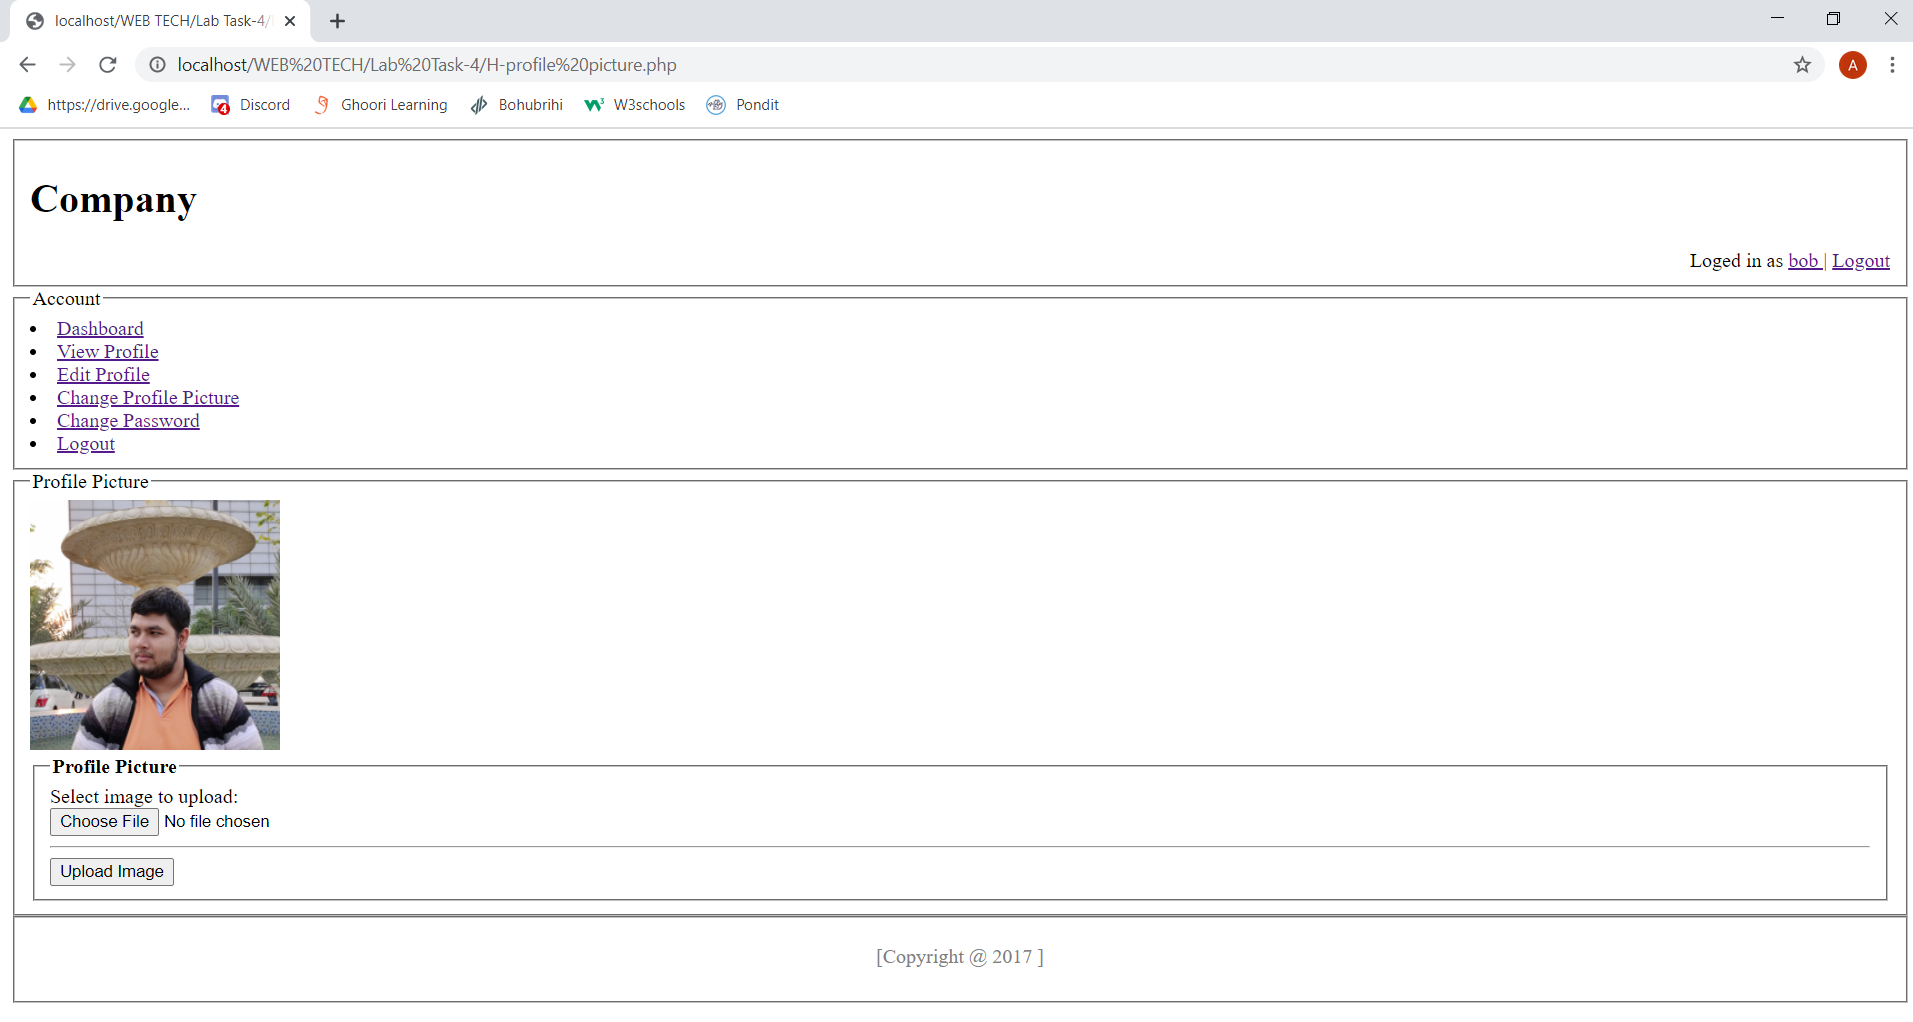 localhost/WEB TECH/Lab Task-4/
localhost/WEB%20TECH/Lab%20Task-4/H-profile%20picture.php
A
https://drive.google...
4
Discord
Ghoori Learning
Bohubrihi
W3schools
Pondit
Company
Loged in as bob | Logout
Account
Dashboard
View Profile
Edit Profile
Change Profile Picture
Change Password
Logout
Profile Picture
Profile Picture
Select image to upload:
Choose File No file chosen
Upload Image
[Copyright @ 2017 ]